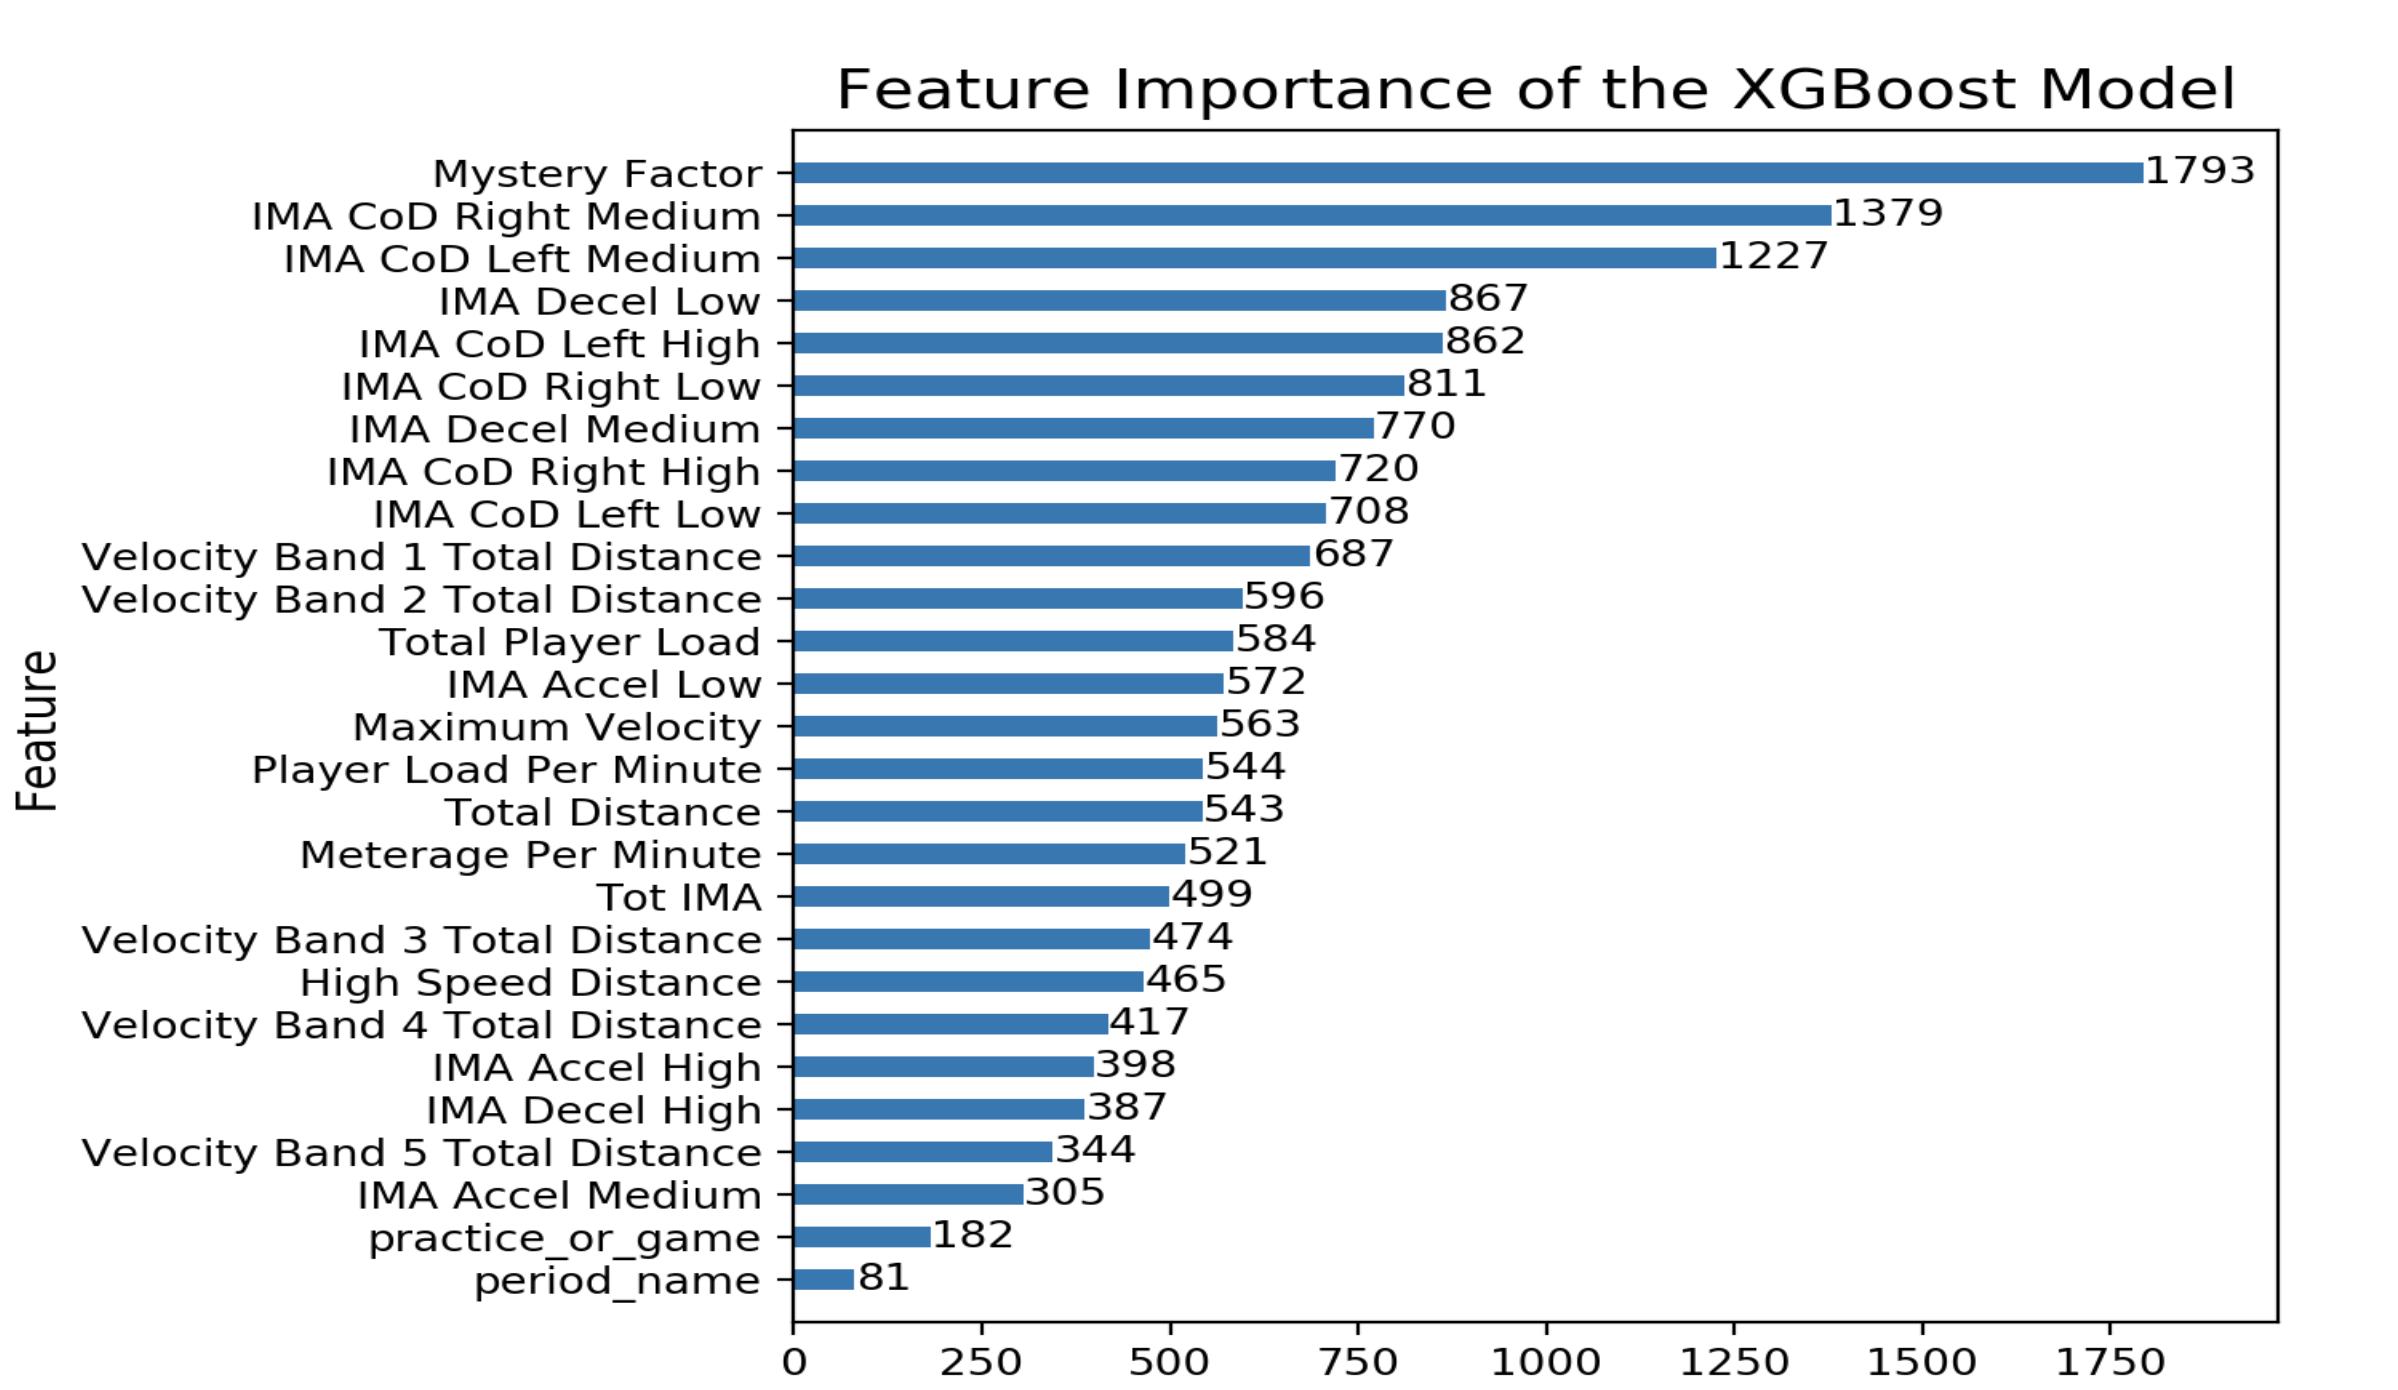 Feature Importance of the XGBoost Model
Mystery Factor 1793
IMA CoD Right Medium 1379
IMA CoD Left Medium 1227
IMA Decel Low 867
IMA CoD Left High 862
IMA CoD Right Low 811
IMA Decel Medium 770
IMA CoD Right High 720
IMA CoD Left Low 708
Velocity Band 1 Total Distance 687
Velocity Band 2 Total Distance 596
Total Player Load 584
IMA Accel Low 572
Maximum Velocity 563
Player Load Per Minute 544
Total Distance 543
Meterage Per Minute 521
Tot IMA 499
Velocity Band 3 Total Distance 474
High Speed Distance 465
Velocity Band 4 Total Distance 417
IMA Accel High 398
IMA Decel High 387
Velocity Band 5 Total Distance 344
IMA Accel Medium 305
practice_or_game 182
period_name 81
0 250 500 750 1000 1250 1500 1750
Feature